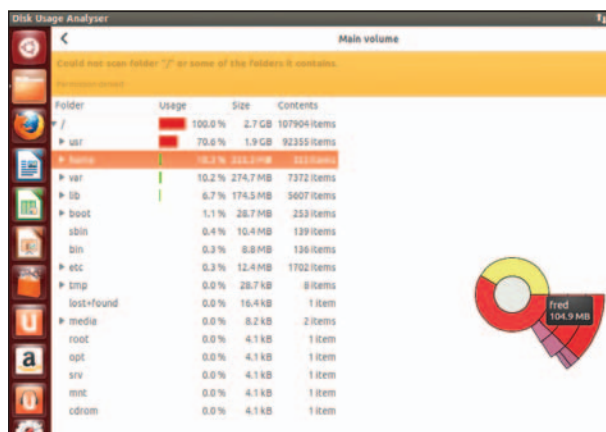 Disk Usage Analyser
Main volume
Could not scan folder "/" or some of the folders it contains.
Folder Usage Size Contents
/ 100.0 % 2.7 GB 107904 items
usr 70.6 % 1.9 GB 92355 items
home
var 10.2 % 274.7 MB 7372 items
lib 6.7 % 174.5 MB 5607 items
boot 1.1 % 28.7 MB 253 items
sbin 0.4 % 10.4 MB 139 items
bin 0.3 % 8.8 MB 136 items
etc 0.3 % 12.4 MB 1702 items
tmp 0.0 % 28.7 kB 8 items
lost+found 0.0 % 16.4 kB 1 item
media 0.0 % 8.2 kB 2 items
root 0.0 % 4.1 kB 1 item
opt 0.0 % 4.1 kB 1 item
srv 0.0 % 4.1 kB 1 item
mnt 0.0 % 4.1 kB 1 item
cdrom 0.0 % 4.1 kB 1 item
fred
104.9 MB